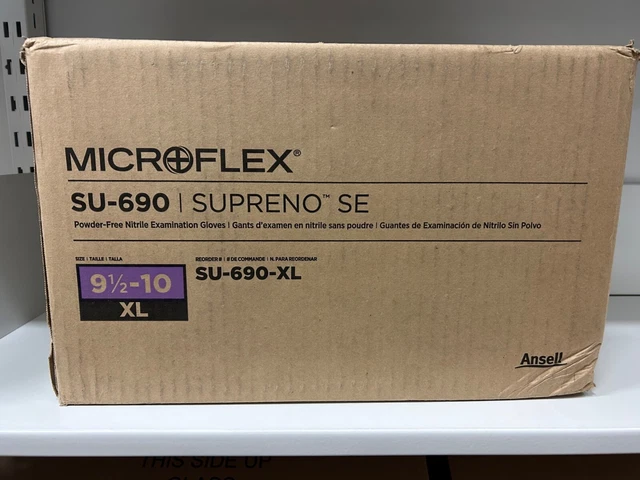 MICROFLEX®
SU-690 | SUPRENO™ SE
Powder-Free Nitrile Examination Gloves | Gants d'examen en nitrile sans poudre | Guantes de Examinación de Nitrilo Sin Polvo
SIZE | TAILLE | TALLA
REORDER # | # DE COMMANDE | N. PARA REORDENAR
9½-10
SU-690-XL
XL
Ansell
THIS SIDE UP
GLASS